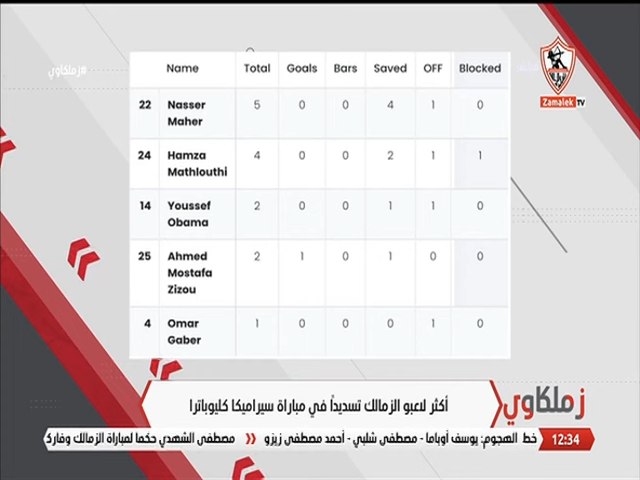 #زملكاوي
Zamalek TV
Name Total Goals Bars Saved OFF Blocked
22 Nasser Maher 5 0 0 4 1 0
24 Hamza Mathlouthi 4 0 0 2 1 1
14 Youssef Obama 2 0 0 1 1 0
25 Ahmed Mostafa Zizou 2 1 0 1 0 0
4 Omar Gaber 1 0 0 0 1 0
أكثر لاعبو الزمالك تسديداً في مباراة سيراميكا كليوباترا
زملكاوي
12:34 خط الهجوم: يوسف أوباما - مصطفى شلبي - أحمد مصطفى زيزو مصطفى الشهدي حكما لمباراة الزمالك وفارك